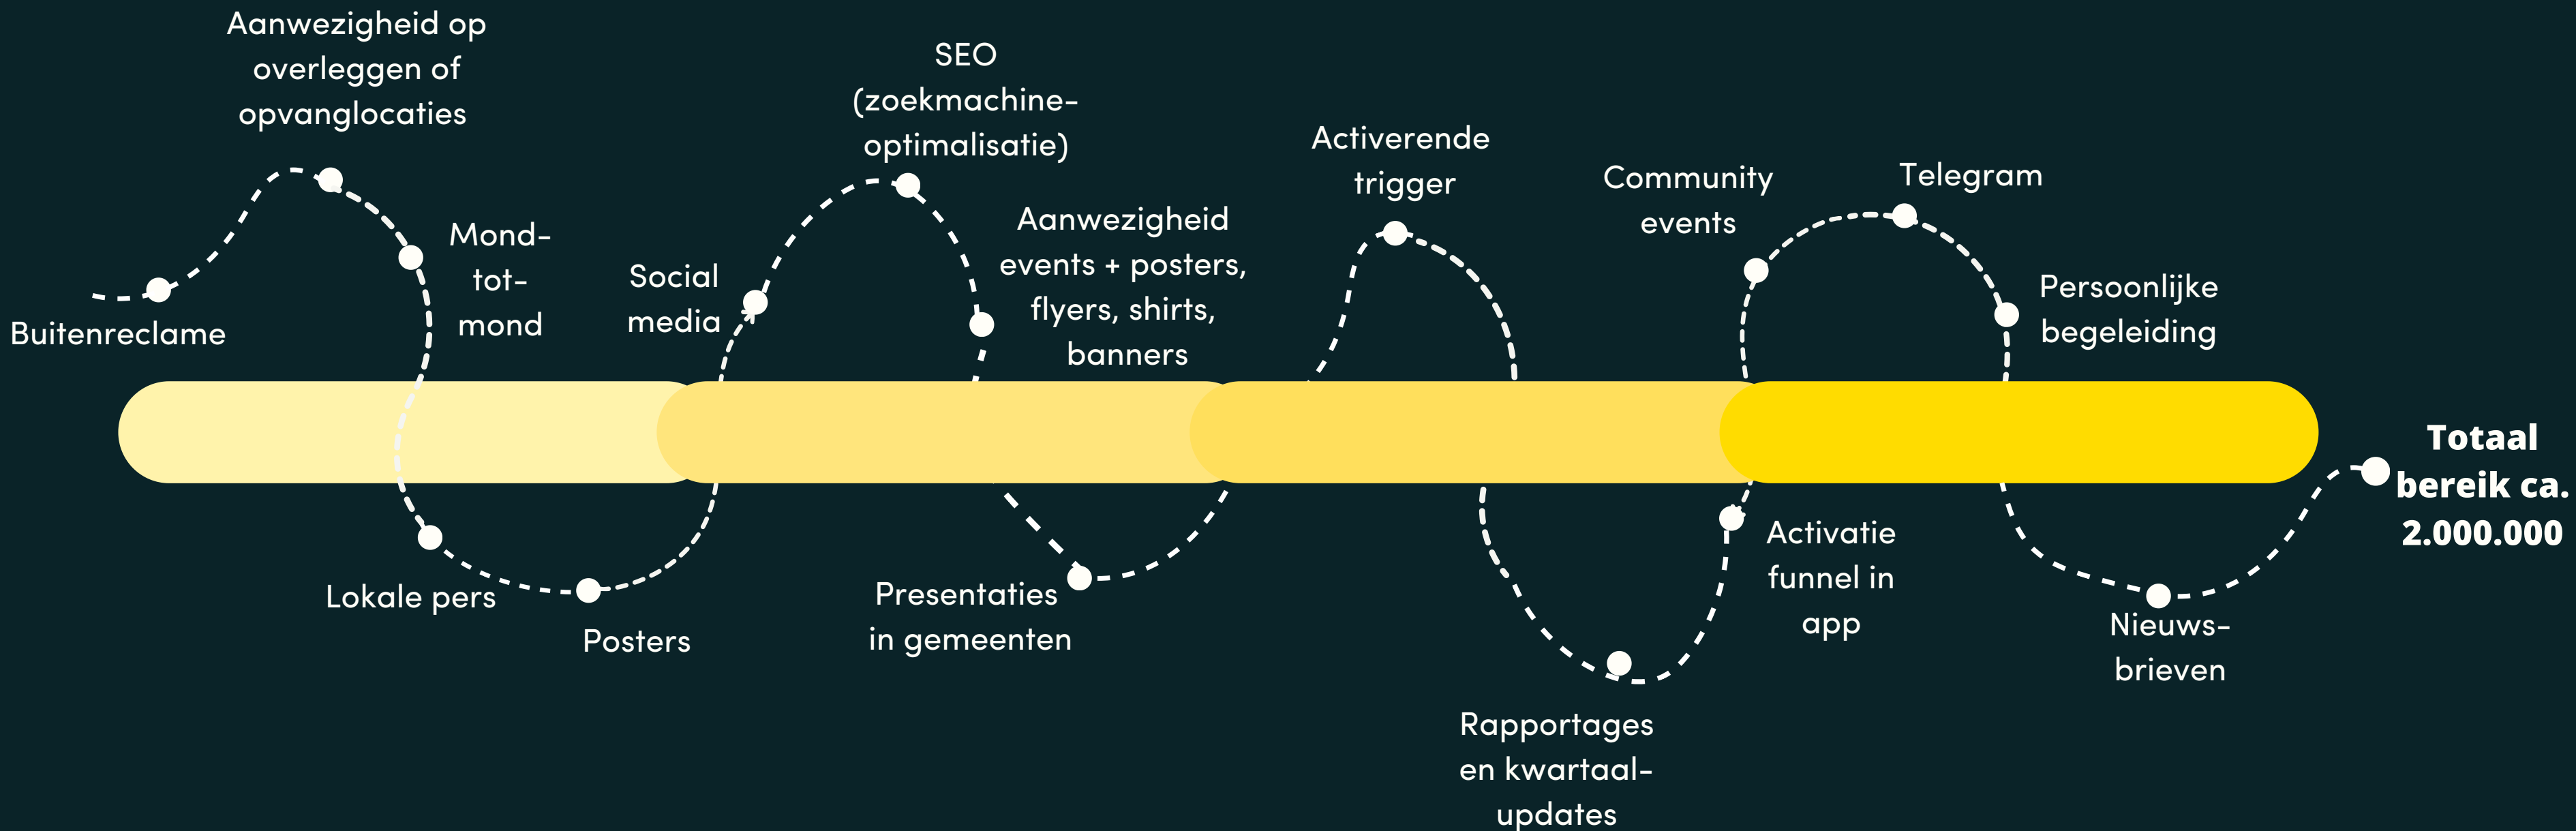 Buitenreclame
Aanwezigheid op
overleggen of
opvanglocaties
Mond-
tot-
mond
Lokale pers
Posters
Social
media
SEO
(zoekmachine-
optimalisatie)
Aanwezigheid
events + posters,
flyers, shirts,
banners
Presentaties
in gemeenten
Activerende
trigger
Rapportages
en kwartaal-
updates
Activatie
funnel in
app
Community
events
Telegram
Persoonlijke
begeleiding
Nieuws-
brieven
Totaal
bereik ca.
2.000.000